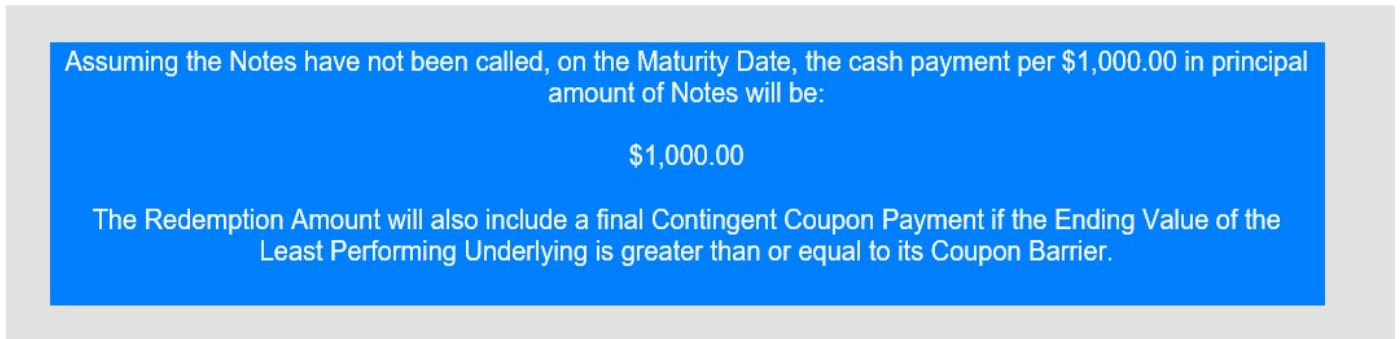 Assuming the Notes have not been called, on the Maturity Date, the cash payment per $1,000.00 in principal
amount of Notes will be:
$1,000.00
The Redemption Amount will also include a final Contingent Coupon Payment if the Ending Value of the
Least Performing Underlying is greater than or equal to its Coupon Barrier.